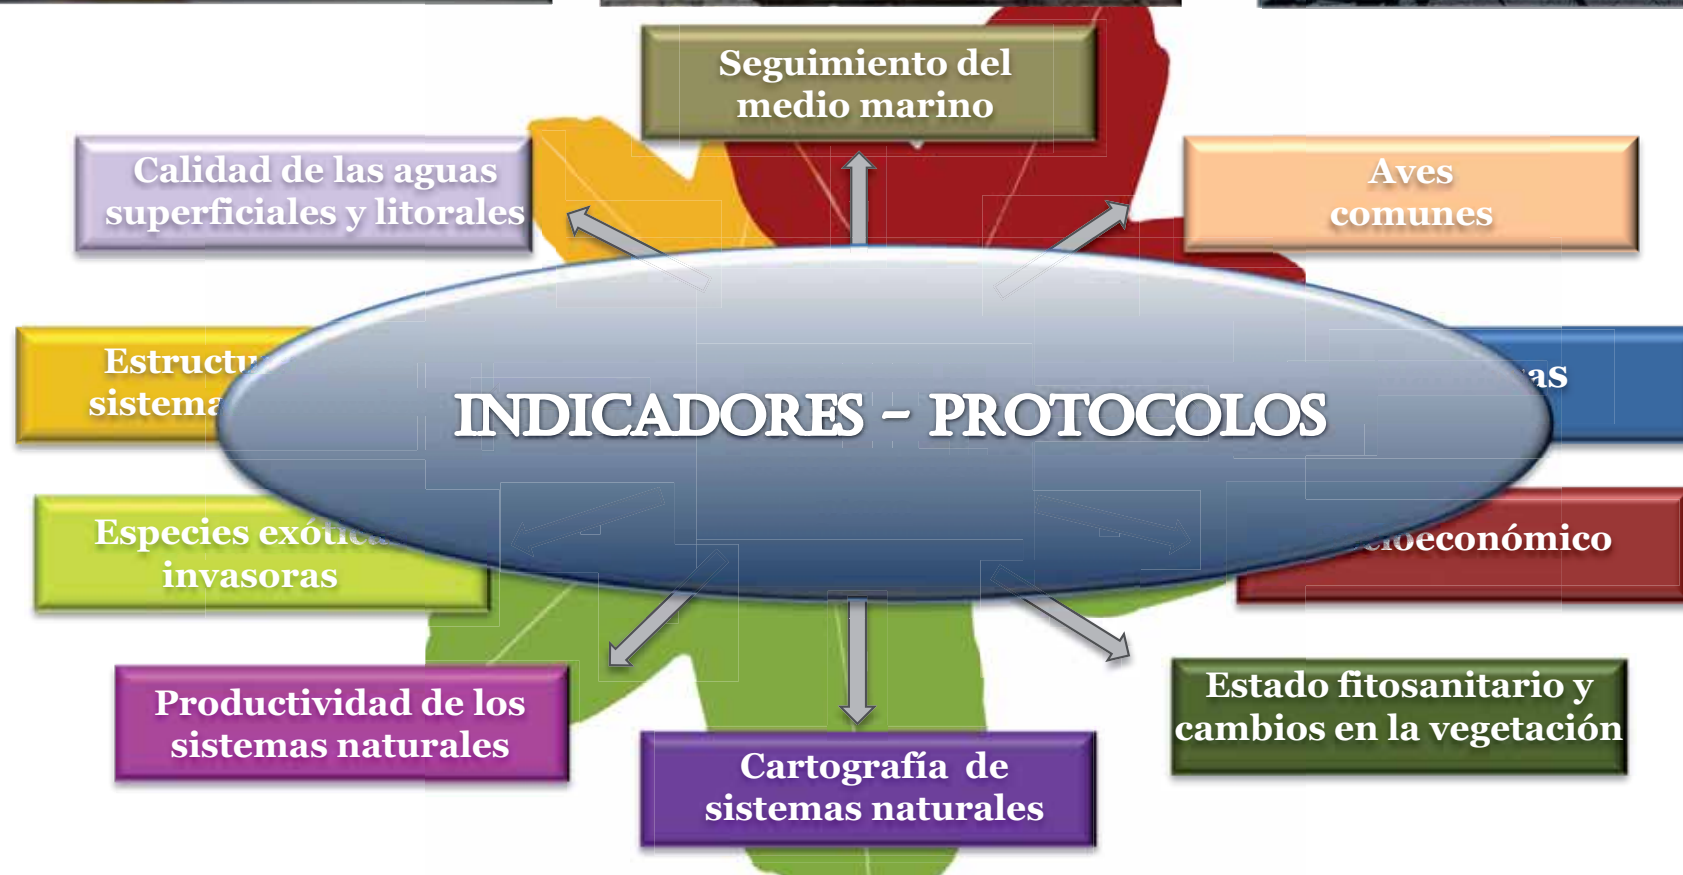 Seguimiento del
medio marino
Calidad de las aguas
superficiales y litorales
Aves
comunes
INDICADORES - PROTOCOLOS
Especies
invasoras
Productividad de los
sistemas naturales
Estado fitosanitario y
cambios en la vegetación
Cartografía de
sistemas naturales